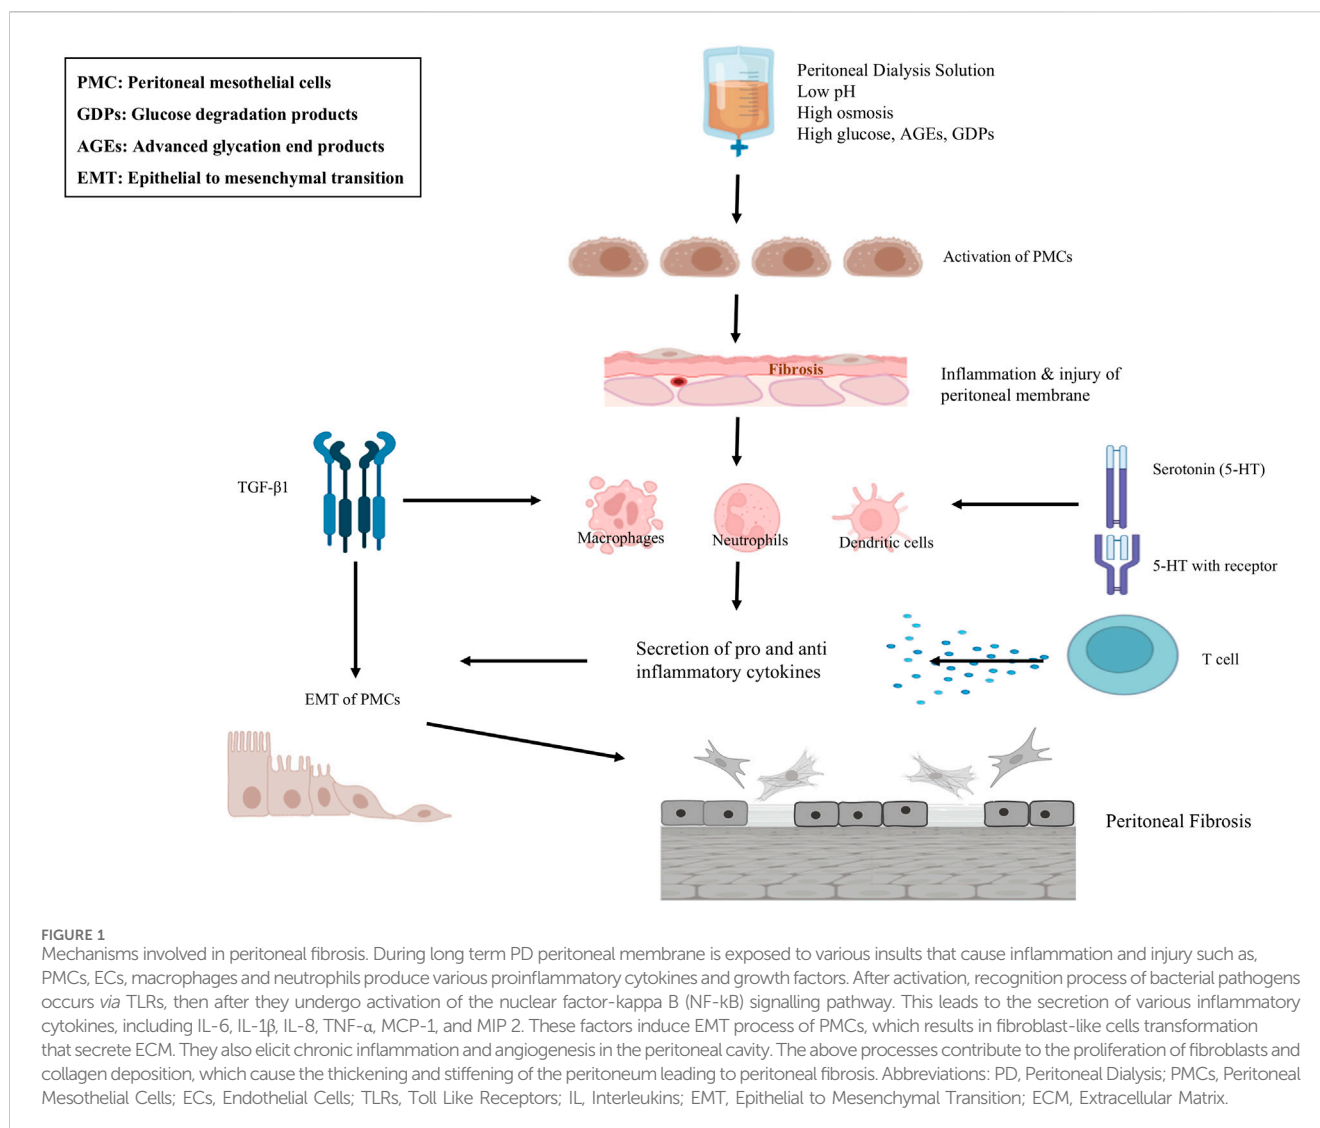 PMC: Peritoneal mesothelial cells
GDPs: Glucose degradation products
AGEs: Advanced glycation end products
EMT: Epithelial to mesenchymal transition
Peritoneal Dialysis Solution
Low pH
High osmosis
High glucose, AGEs, GDPs
Activation of PMCs
Fibrosis
Inflammation & injury of
peritoneal membrane
TGF-β1
Macrophages
Neutrophils
Dendritic cells
Serotonin (5-HT)
5-HT with receptor
Secretion of pro and anti
inflammatory cytokines
T cell
EMT of PMCs
Peritoneal Fibrosis
FIGURE 1
Mechanisms involved in peritoneal fibrosis. During long term PD peritoneal membrane is exposed to various insults that cause inflammation and injury such as,
PMCs, ECs, macrophages and neutrophils produce various proinflammatory cytokines and growth factors. After activation, recognition process of bacterial pathogens
occurs via TLRs, then after they undergo activation of the nuclear factor-kappa B (NF-kB) signalling pathway. This leads to the secretion of various inflammatory
cytokines, including IL-6, IL-1β, IL-8, TNF-α, MCP-1, and MIP 2. These factors induce EMT process of PMCs, which results in fibroblast-like cells transformation
that secrete ECM. They also elicit chronic inflammation and angiogenesis in the peritoneal cavity. The above processes contribute to the proliferation of fibroblasts and
collagen deposition, which cause the thickening and stiffening of the peritoneum leading to peritoneal fibrosis. Abbreviations: PD, Peritoneal Dialysis; PMCs, Peritoneal
Mesothelial Cells; ECs, Endothelial Cells; TLRs, Toll Like Receptors; IL, Interleukins; EMT, Epithelial to Mesenchymal Transition; ECM, Extracellular Matrix.